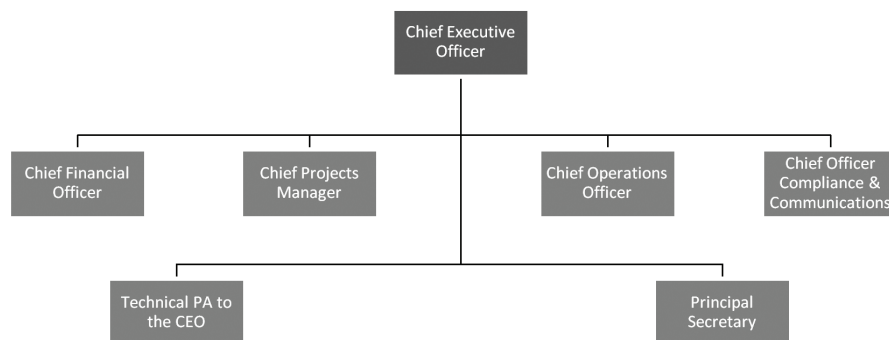 Chief Executive
Officer
Chief Financial
Officer
Chief Projects
Manager
Chief Operations
Officer
Chief Officer
Compliance &
Communications
Technical PA to
the CEO
Principal
Secretary